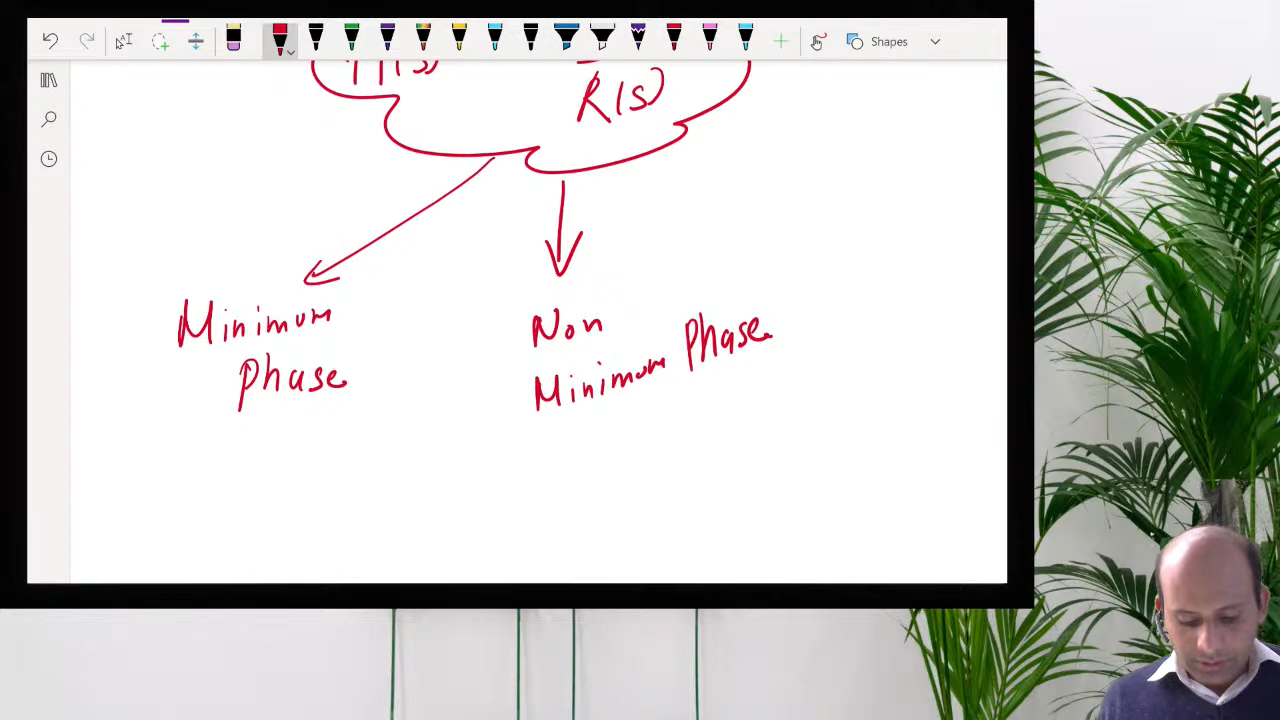 Shapes
R(s)
Minimum
phase
Non
Minimum Phase